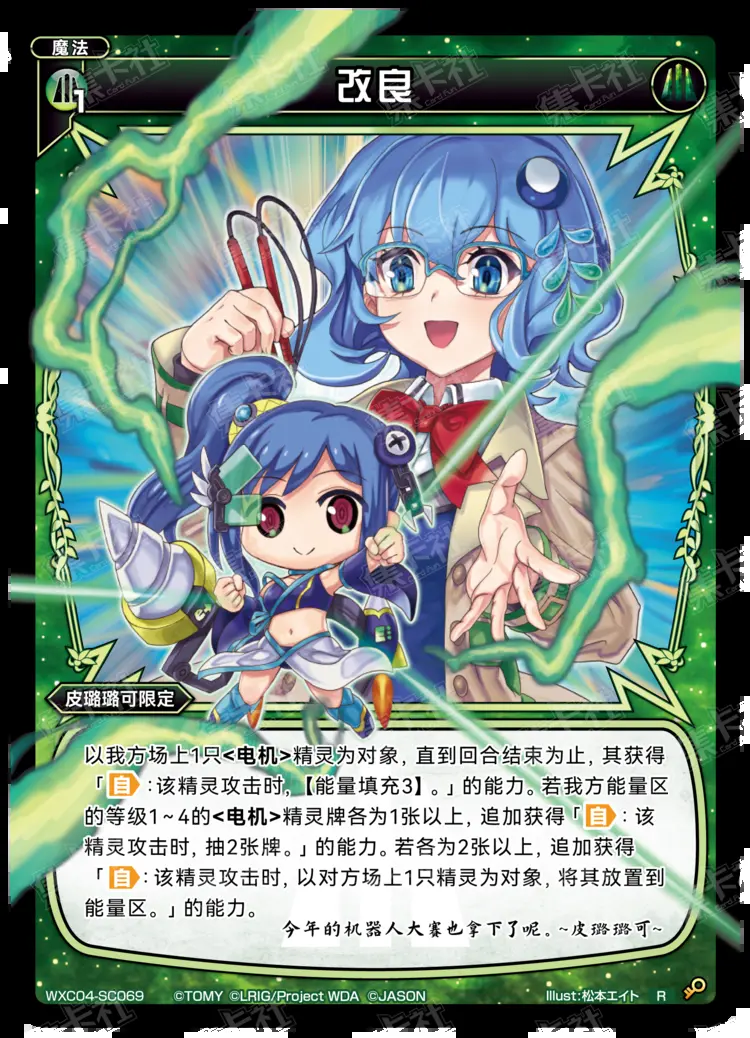 魔法
1
改良
皮璐璐可限定
以我方场上1只<电机>精灵为对象，直到回合结束为止，其获得
「自：该精灵攻击时，【能量填充3】。」的能力。若我方能量区
的等级1~4的<电机>精灵牌各为1张以上，追加获得「自：该
精灵攻击时，抽2张牌。」的能力。若各为2张以上，追加获得
「自：该精灵攻击时，以对方场上1只精灵为对象，将其放置到
能量区。」的能力。
今年的机器人大赛也拿下了呢。~皮璐璐可~
WXC04-SC069 ©TOMY ©LRIG/Project WDA ©JASON Illust:松本エイト R
集卡社
Card Fun Club